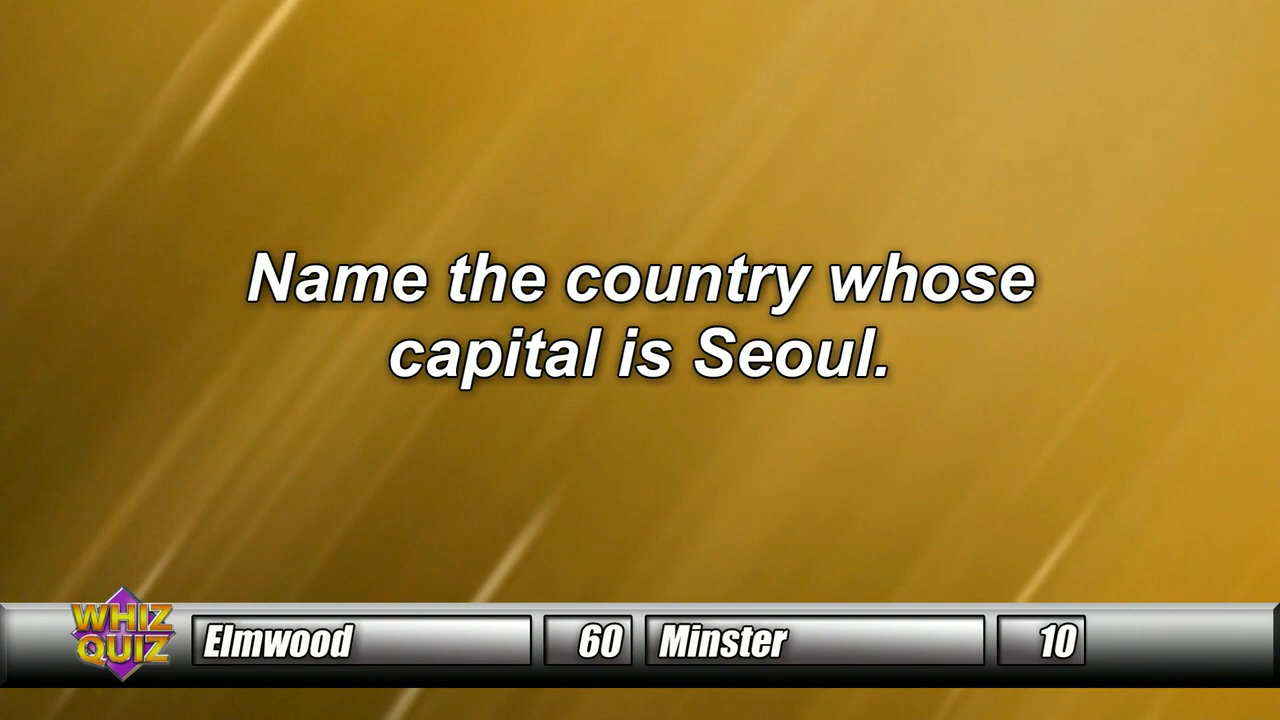 Name the country whose
capital is Seoul.
WHIZ
QUIZ
Elmwood 60 Minster 10